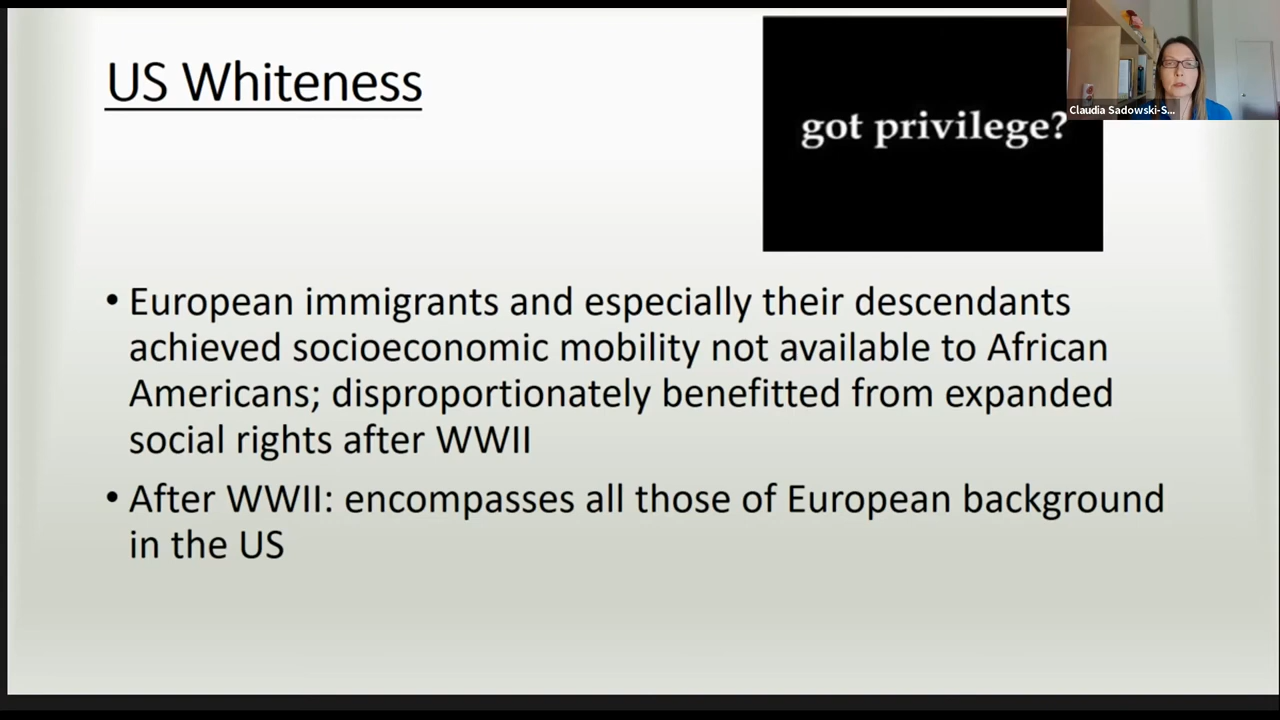 US Whiteness
got privilege?
Claudia Sadowski-S...
• European immigrants and especially their descendants
achieved socioeconomic mobility not available to African
Americans; disproportionately benefitted from expanded
social rights after WWII
• After WWII: encompasses all those of European background
in the US